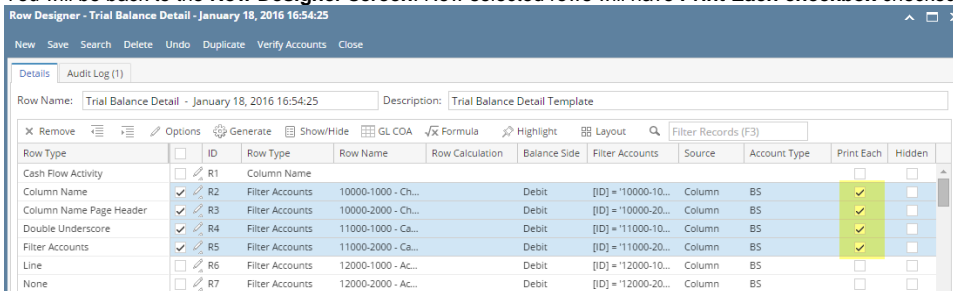 You will be back to the Row Designer screen. Now selected rows will have Print Each checkbox checked
Row Designer - Trial Balance Detail - January 18, 2016 16:54:25
New Save Search Delete Undo Duplicate Verify Accounts Close
Details Audit Log (1)
Row Name: Trial Balance Detail - January 18, 2016 16:54:25 Description: Trial Balance Detail Template
Remove Options Generate Show/Hide GL COA Formula Highlight Layout Filter Records (F3)
Row Type ID Row Type Row Name Row Calculation Balance Side Filter Accounts Source Account Type Print Each Hidden
Cash Flow Activity R1 Column Name
Column Name R2 Filter Accounts 10000-1000 - Ch... Debit [ID] = '10000-10... Column BS
Column Name Page Header R3 Filter Accounts 10000-2000 - Ch... Debit [ID] = '10000-20... Column BS
Double Underscore R4 Filter Accounts 11000-1000 - Ca... Debit [ID] = '11000-10... Column BS
Filter Accounts R5 Filter Accounts 11000-2000 - Ca... Debit [ID] = '11000-20... Column BS
Line R6 Filter Accounts 12000-1000 - Ac... Debit [ID] = '12000-10... Column BS
None R7 Filter Accounts 12000-2000 - Ac... Debit [ID] = '12000-20... Column BS